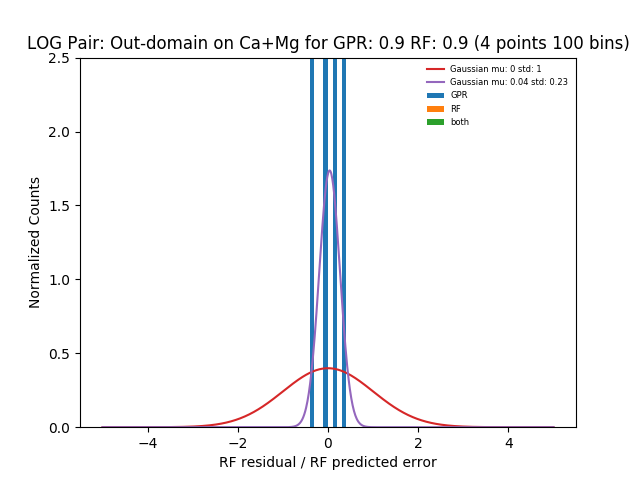 LOG Pair: Out-domain on Ca+Mg for GPR: 0.9 RF: 0.9 (4 points 100 bins)
Gaussian mu: 0 std: 1
Gaussian mu: 0.04 std: 0.23
GPR
RF
both
Normalized Counts
2.5
2.0
1.5
1.0
0.5
0.0
−4 −2 0 2 4
RF residual / RF predicted error